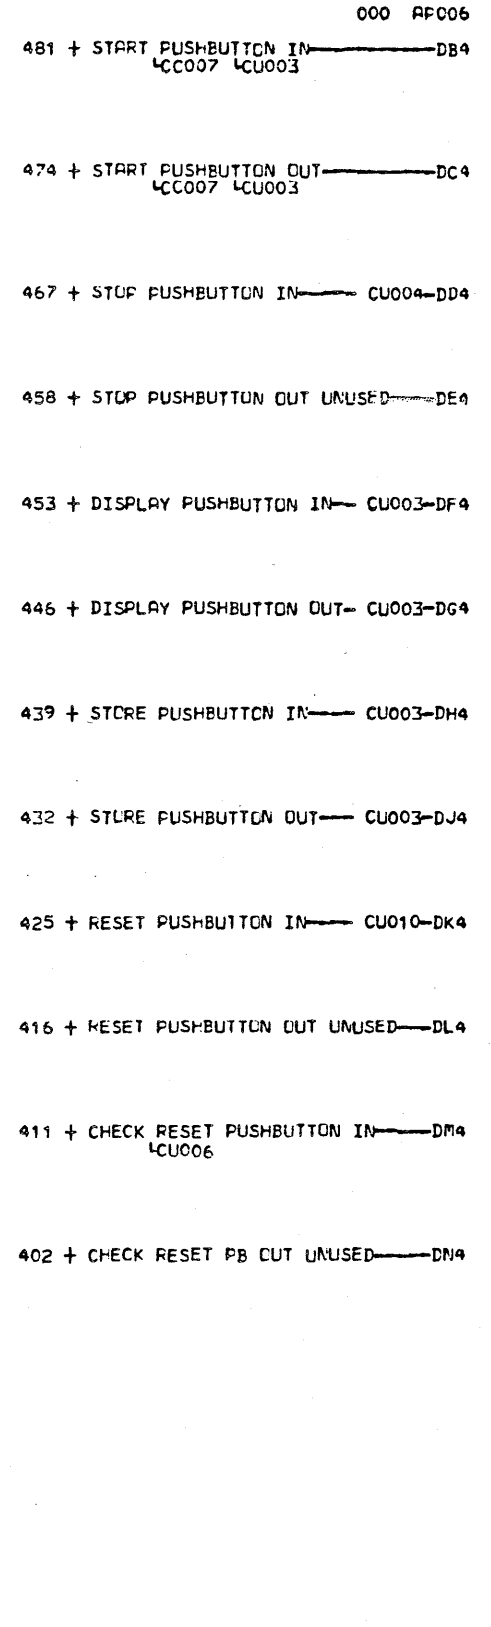 000 AP006
481 + START PUSHBUTTON IN——DB4
CC007 CU003
474 + START PUSHBUTTON OUT——DC4
CC007 CU003
467 + STOP PUSHBUTTON IN—— CU004-DD4
458 + STOP PUSHBUTTON OUT UNUSED——DE4
453 + DISPLAY PUSHBUTTON IN— CU003-DF4
446 + DISPLAY PUSHBUTTON OUT- CU003-DG4
439 + STORE PUSHBUTTON IN—— CU003-DH4
432 + STORE PUSHBUTTON OUT—— CU003-DJ4
425 + RESET PUSHBUTTON IN—— CU010-DK4
416 + RESET PUSHBUTTON OUT UNUSED——DL4
411 + CHECK RESET PUSHBUTTON IN——DM4
CU006
402 + CHECK RESET PB OUT UNUSED——DN4